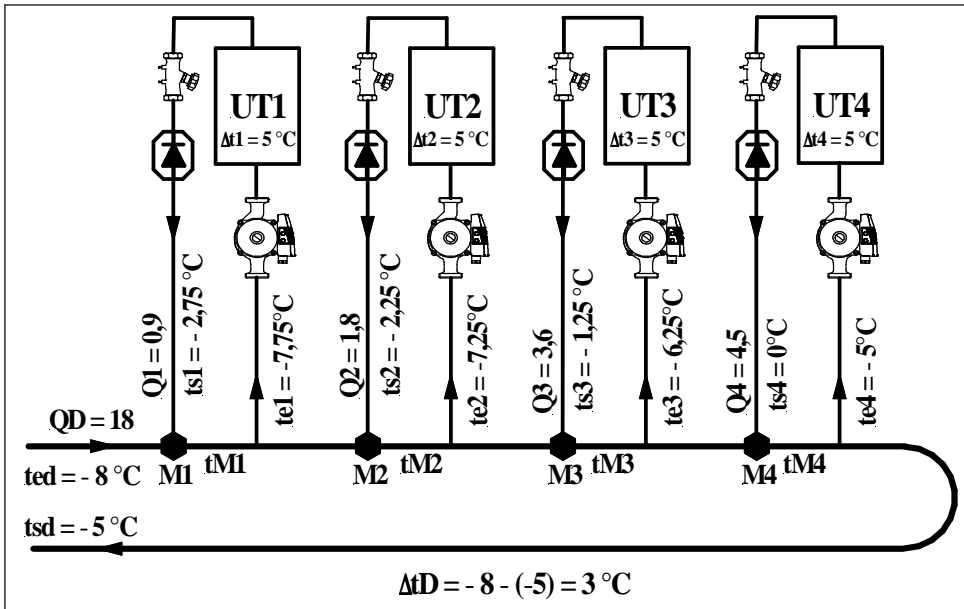 UT1
Δt1 = 5 °C
UT2
Δt2 = 5 °C
UT3
Δt3 = 5 °C
UT4
Δt4 = 5 °C
Q1 = 0,9
ts1 = - 2,75 °C
te1 = -7,75°C
Q2 = 1,8
ts2 = - 2,25 °C
te2 = -7,25°C
Q3 = 3,6
ts3 = - 1,25 °C
te3 = - 6,25°C
Q4 = 4,5
ts4 = 0°C
te4 = - 5°C
QD = 18
ted = - 8 °C
M1
tM1
M2
tM2
M3
tM3
M4
tM4
tsd = - 5 °C
ΔtD = - 8 - (-5) = 3 °C